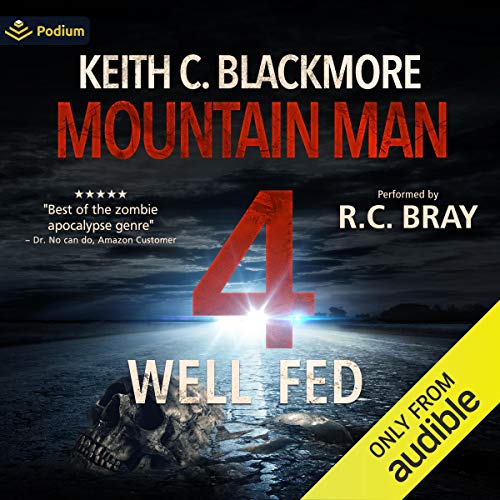 Podium
KEITH C. BLACKMORE
MOUNTAIN MAN
★★★★★
"Best of the zombie
apocalypse genre"
– Dr. No can do, Amazon Customer
Performed by
R.C. BRAY
4
WELL FED
ONLY FROM
audible